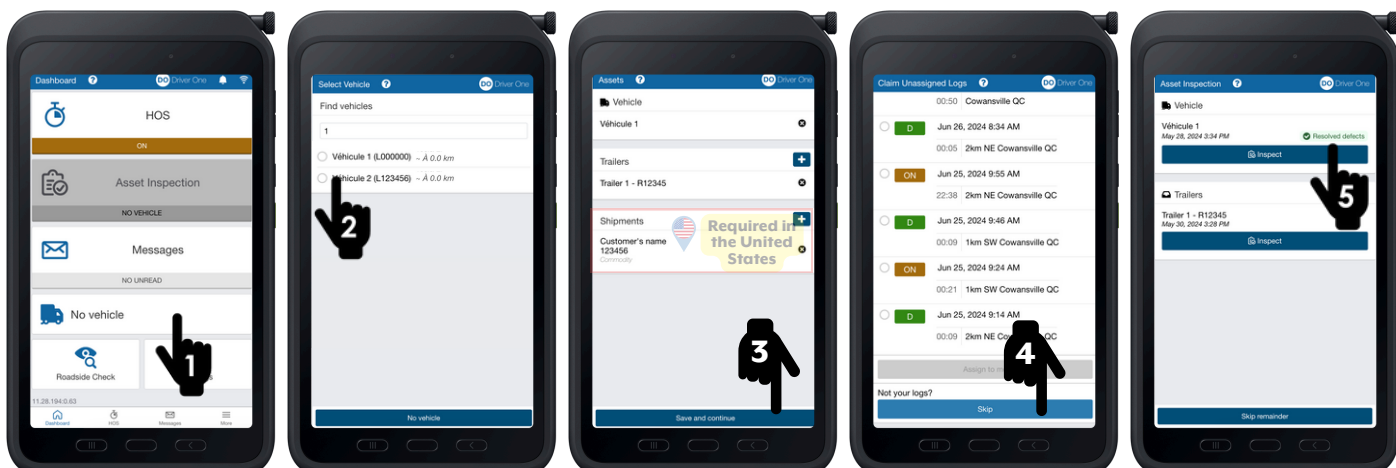 Dashboard ? DO Driver One
HOS
ON
Asset Inspection
NO VEHICLE
Messages
NO UNREAD
No vehicle
1
Roadside Check
11.28.194:0.63
Dashboard HOS Messages More
Select Vehicle ? DO Driver One
Find vehicles
1
Véhicule 1 (L000000) ~ À 0.0 km
Véhicule 2 (L123456) ~ À 0.0 km
2
No vehicle
Assets ? DO Driver One
Vehicle
Véhicule 1
Trailers
Trailer 1 - R12345
Shipments
Customer's name
123456
Commodity
Required in
the United
States
3
Save and continue
Claim Unassigned Logs ? DO Driver One
00:50 Cowansville QC
D Jun 26, 2024 8:34 AM
00:05 2km NE Cowansville QC
ON Jun 25, 2024 9:55 AM
22:38 2km NE Cowansville QC
D Jun 25, 2024 9:46 AM
00:09 1km SW Cowansville QC
ON Jun 25, 2024 9:24 AM
00:21 1km SW Cowansville QC
D Jun 25, 2024 9:14 AM
00:09 2km NE QC
4
Assign to
Not your logs?
Skip
Asset Inspection ? DO Driver One
Vehicle
Véhicule 1
May 28, 2024 3:34 PM
Resolved defects
Inspect
5
Trailers
Trailer 1 - R12345
May 30, 2024 3:28 PM
Inspect
Skip remainder